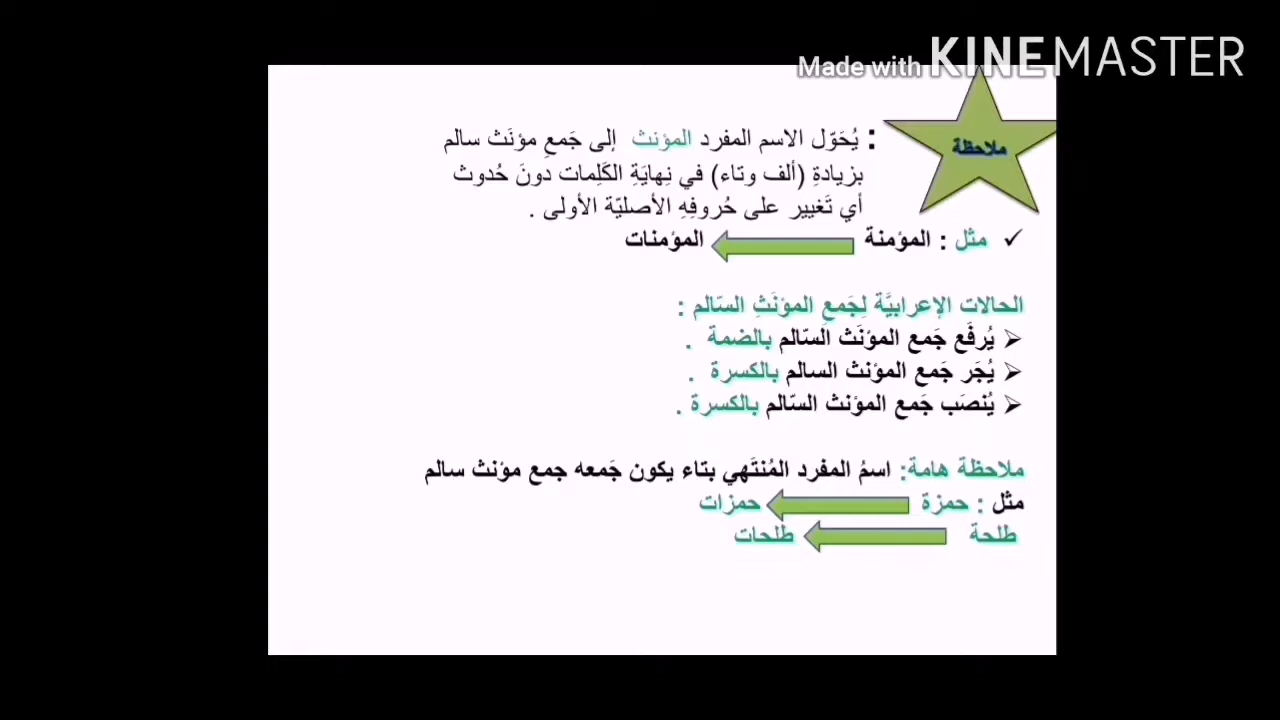 Made with KINEMASTER
ملاحظة
: يُحَوّل الاسم المفرد المؤنث إلى جَمعِ مؤنَث سالم
بزيادةِ (ألف وتاء) في نِهايَةِ الكَلِمات دونَ حُدوث
أي تَغيير على حُروفِهِ الأصليّة الأولى .
✓ مثل : المؤمنة المؤمنات
الحالات الإعرابيَّة لِجَمعِ المؤنَثِ السّالم :
➢ يُرفَع جَمع المؤنَث السّالم بالضمة .
➢ يُجَر جَمع المؤنث السالم بالكسرة .
➢ يُنصَب جَمع المؤنث السّالم بالكسرة .
ملاحظة هامة: اسمُ المفرد المُنتَهي بتاء يكون جَمعه جمع مؤنث سالم
مثل : حمزة حمزات
طلحة طلحات